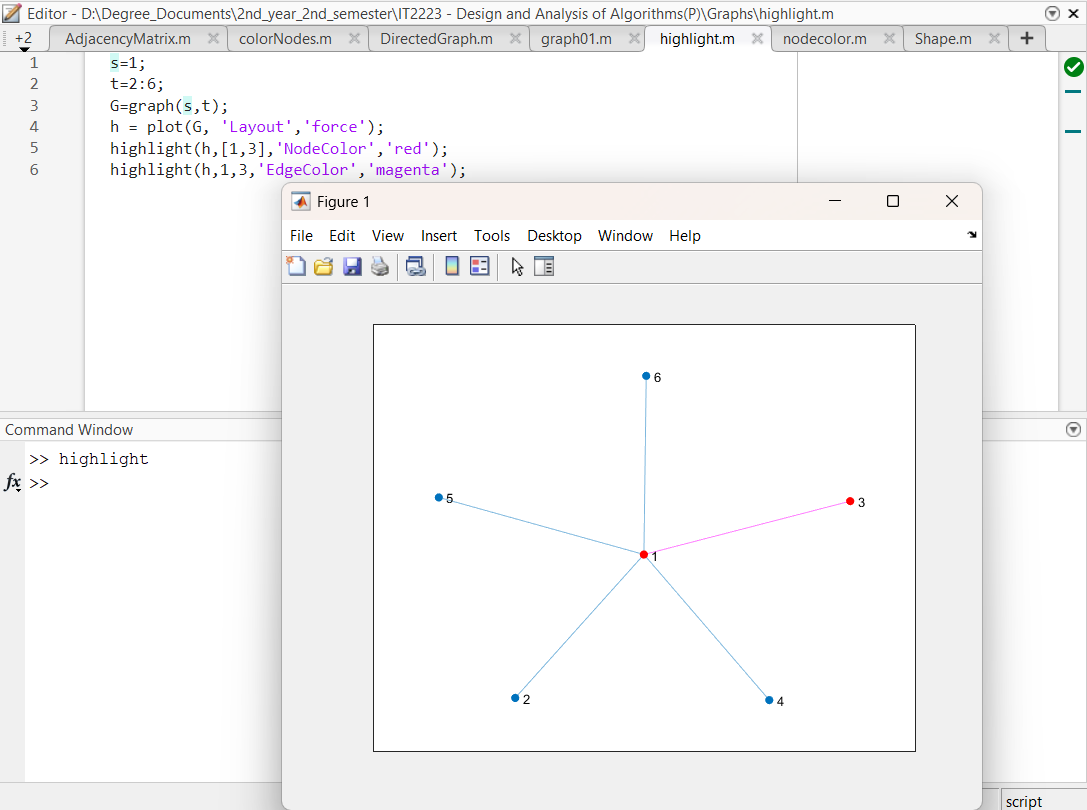 Editor - D:\Degree_Documents\2nd_year_2nd_semester\IT2223 - Design and Analysis of Algorithms(P)\Graphs\highlight.m
+2 AdjacencyMatrix.m colorNodes.m DirectedGraph.m graph01.m highlight.m nodecolor.m Shape.m +
1 s=1;
2 t=2:6;
3 G=graph(s,t);
4 h = plot(G, 'Layout','force');
5 highlight(h,[1,3],'NodeColor','red');
6 highlight(h,1,3,'EdgeColor','magenta');
Figure 1
File Edit View Insert Tools Desktop Window Help
6
5
3
1
2
4
Command Window
>> highlight
fx >>
script